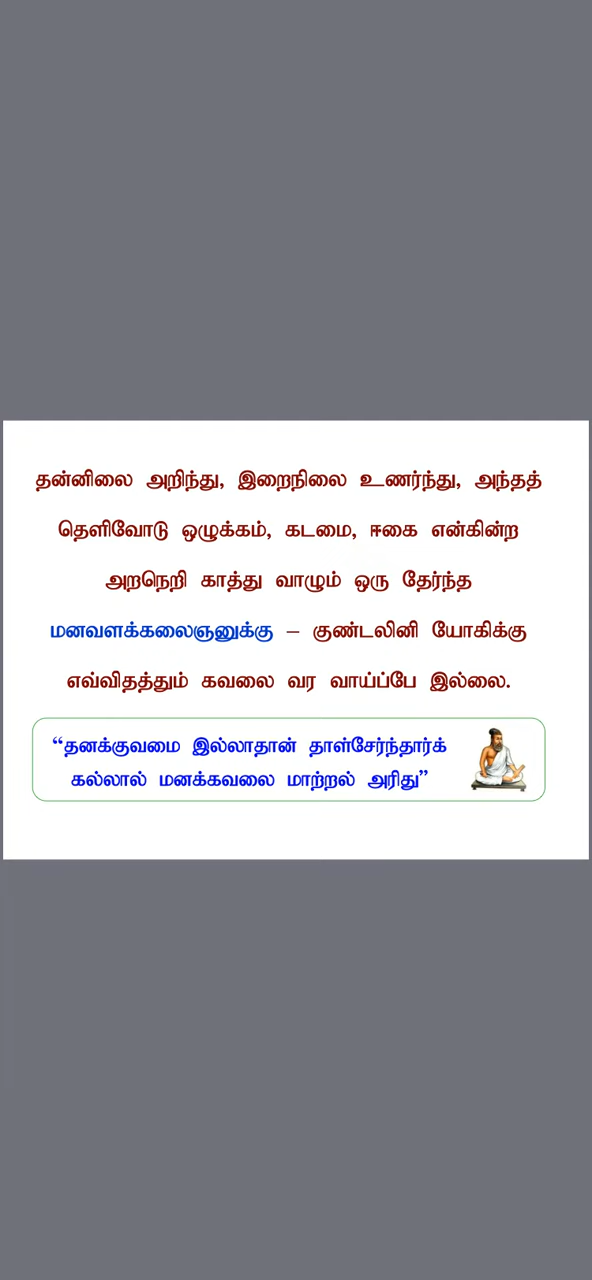 தன்னிலை அறிந்து, இறைநிலை உணர்ந்து, அந்தத்
தெளிவோடு ஒழுக்கம், கடமை, ஈகை என்கின்ற
அறநெறி காத்து வாழும் ஒரு தேர்ந்த
மனவளக்கலைஞனுக்கு – குண்டலினி யோகிக்கு
எவ்விதத்தும் கவலை வர வாய்ப்பே இல்லை.
“தனக்குவமை இல்லாதான் தாள்சேர்ந்தார்க்
கல்லால் மனக்கவலை மாற்றல் அரிது”